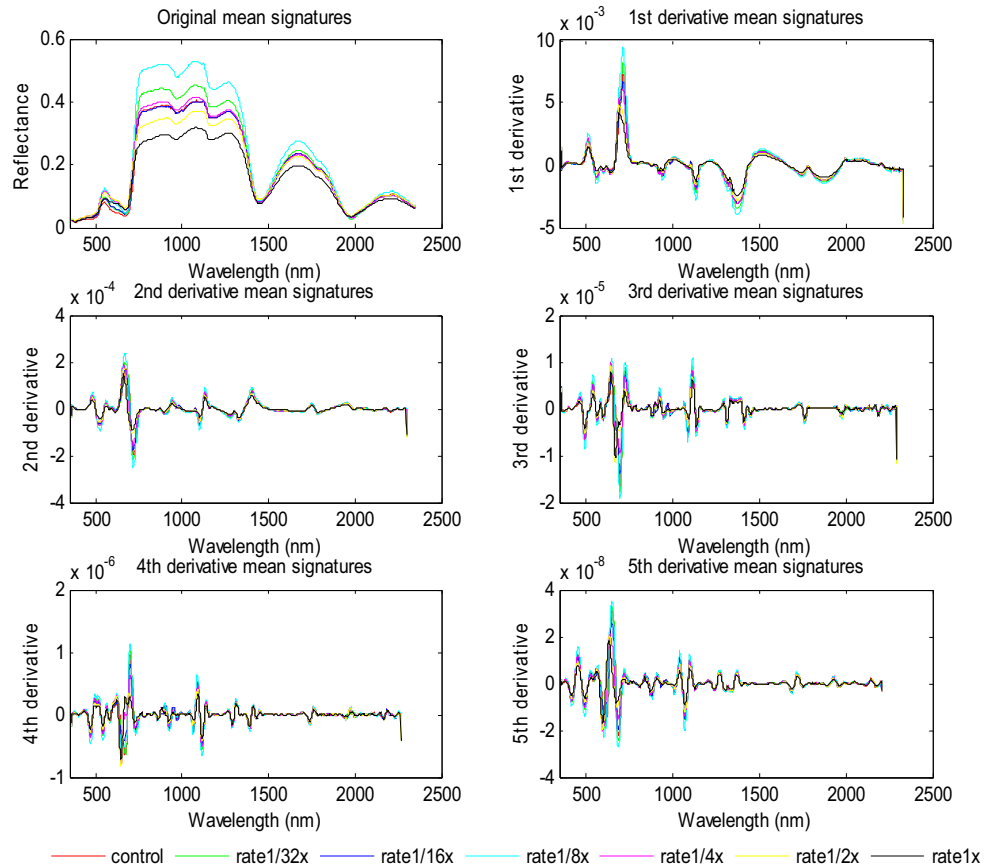 Original mean signatures
0.6
0.4
0.2
0
Reflectance
500 1000 1500 2000 2500
Wavelength (nm)
x 10⁻³
1st derivative mean signatures
10
5
0
-5
1st derivative
500 1000 1500 2000 2500
Wavelength (nm)
x 10⁻⁴
2nd derivative mean signatures
4
2
0
-2
-4
2nd derivative
500 1000 1500 2000 2500
Wavelength (nm)
x 10⁻⁵
3rd derivative mean signatures
2
1
0
-1
-2
3rd derivative
500 1000 1500 2000 2500
Wavelength (nm)
x 10⁻⁶
4th derivative mean signatures
2
1
0
-1
4th derivative
500 1000 1500 2000 2500
Wavelength (nm)
x 10⁻⁸
5th derivative mean signatures
4
2
0
-2
-4
5th derivative
500 1000 1500 2000 2500
Wavelength (nm)
control rate1/32x rate1/16x rate1/8x rate1/4x rate1/2x rate1x